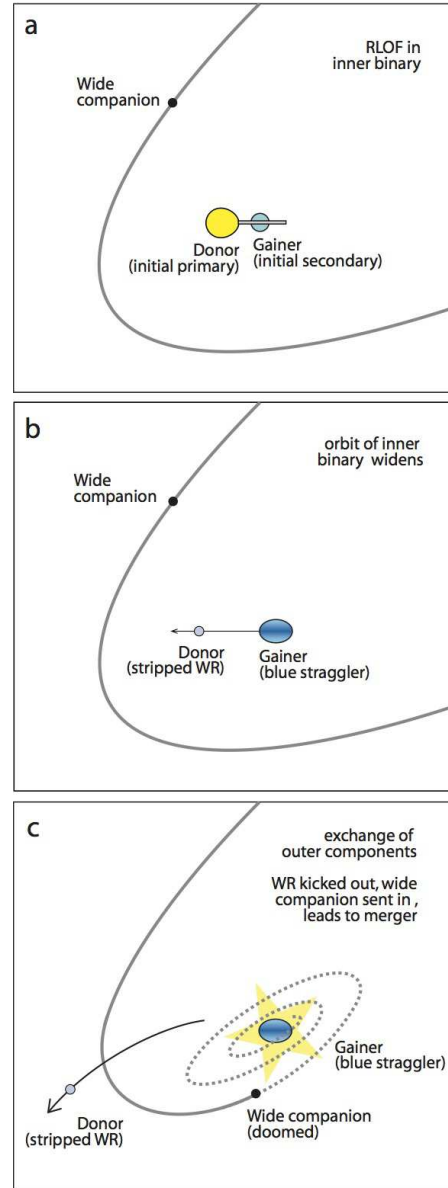 a
RLOF in
inner binary
Wide
companion
Donor
(initial primary)
Gainer
(initial secondary)
b
orbit of inner
binary widens
Wide
companion
Donor
(stripped WR)
Gainer
(blue straggler)
c
exchange of
outer components
WR kicked out, wide
companion sent in ,
leads to merger
Gainer
(blue straggler)
Wide companion
(doomed)
Donor
(stripped WR)